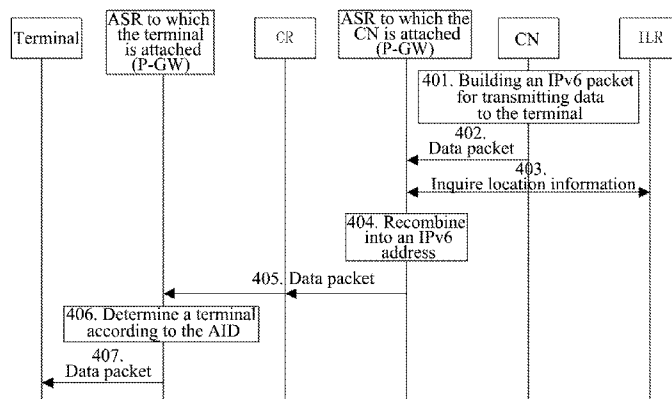 Terminal
ASR to which
the terminal
is attached
(P-GW)
CR
ASR to which the
CN is attached
(P-GW)
CN
ILR
401. Building an IPv6 packet
for transmitting data
to the terminal
402.
Data packet
403.
Inquire location information
404. Recombine
into an IPv6
address
405. Data packet
406. Determine a terminal
according to the AID
407.
Data packet